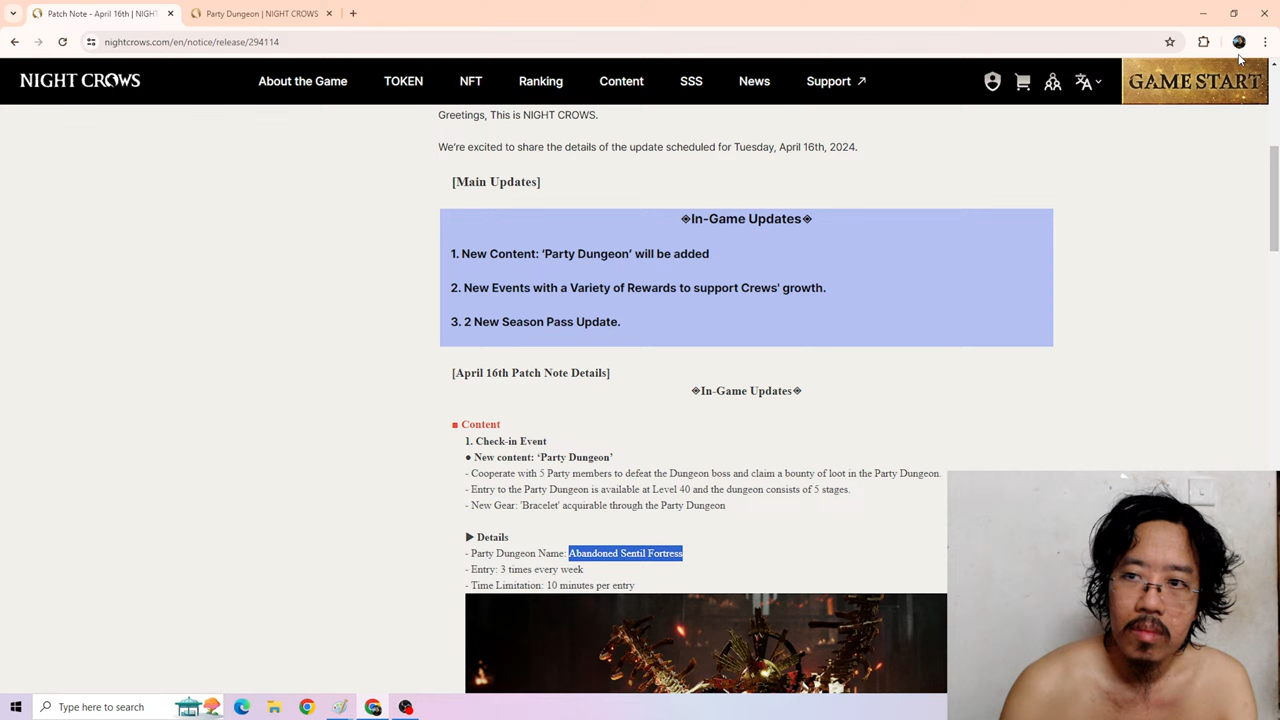 Patch Note - April 16th | NIGHT
Party Dungeon | NIGHT CROWS
nightcrows.com/en/notice/release/294114
NIGHT CROWS
About the Game
TOKEN
NFT
Ranking
Content
SSS
News
Support
GAME START
Greetings, This is NIGHT CROWS.
We're excited to share the details of the update scheduled for Tuesday, April 16th, 2024.
[Main Updates]
◈In-Game Updates◈
1. New Content: 'Party Dungeon' will be added
2. New Events with a Variety of Rewards to support Crews' growth.
3. 2 New Season Pass Update.
[April 16th Patch Note Details]
◈In-Game Updates◈
■ Content
1. Check-in Event
● New content: ‘Party Dungeon’
- Cooperate with 5 Party members to defeat the Dungeon boss and claim a bounty of loot in the Party Dungeon.
- Entry to the Party Dungeon is available at Level 40 and the dungeon consists of 5 stages.
- New Gear: 'Bracelet' acquirable through the Party Dungeon
▶ Details
- Party Dungeon Name: Abandoned Sentil Fortress
- Entry: 3 times every week
- Time Limitation: 10 minutes per entry
Type here to search